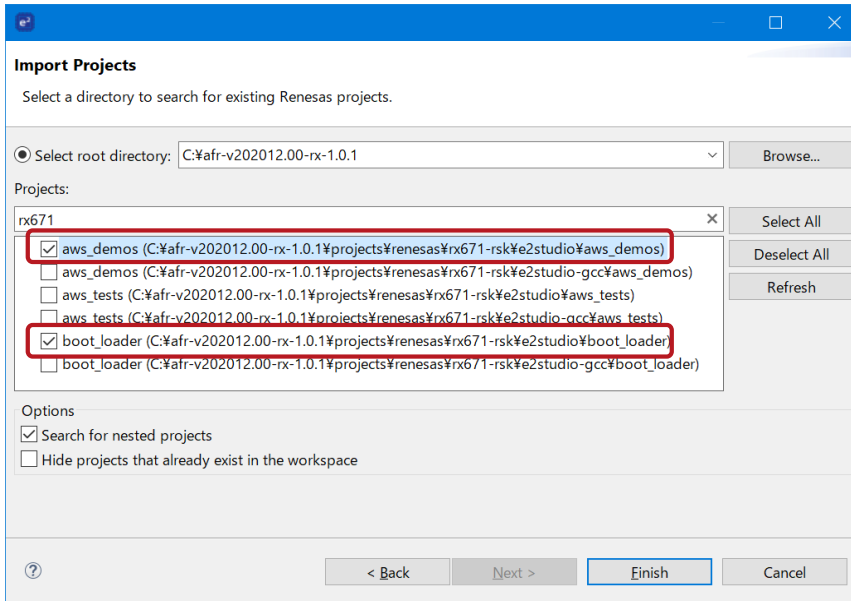 e²
Import Projects
Select a directory to search for existing Renesas projects.
Select root directory: C:¥afr-v202012.00-rx-1.0.1 Browse...
Projects:
rx671 Select All
aws_demos (C:¥afr-v202012.00-rx-1.0.1¥projects¥renesas¥rx671-rsk¥e2studio¥aws_demos) Deselect All
aws_demos (C:¥afr-v202012.00-rx-1.0.1¥projects¥renesas¥rx671-rsk¥e2studio-gcc¥aws_demos)
aws_tests (C:¥afr-v202012.00-rx-1.0.1¥projects¥renesas¥rx671-rsk¥e2studio¥aws_tests) Refresh
aws_tests (C:¥afr-v202012.00-rx-1.0.1¥projects¥renesas¥rx671-rsk¥e2studio-gcc¥aws_tests)
boot_loader (C:¥afr-v202012.00-rx-1.0.1¥projects¥renesas¥rx671-rsk¥e2studio¥boot_loader)
boot_loader (C:¥afr-v202012.00-rx-1.0.1¥projects¥renesas¥rx671-rsk¥e2studio-gcc¥boot_loader)
Options
Search for nested projects
Hide projects that already exist in the workspace
? < Back Next > Finish Cancel